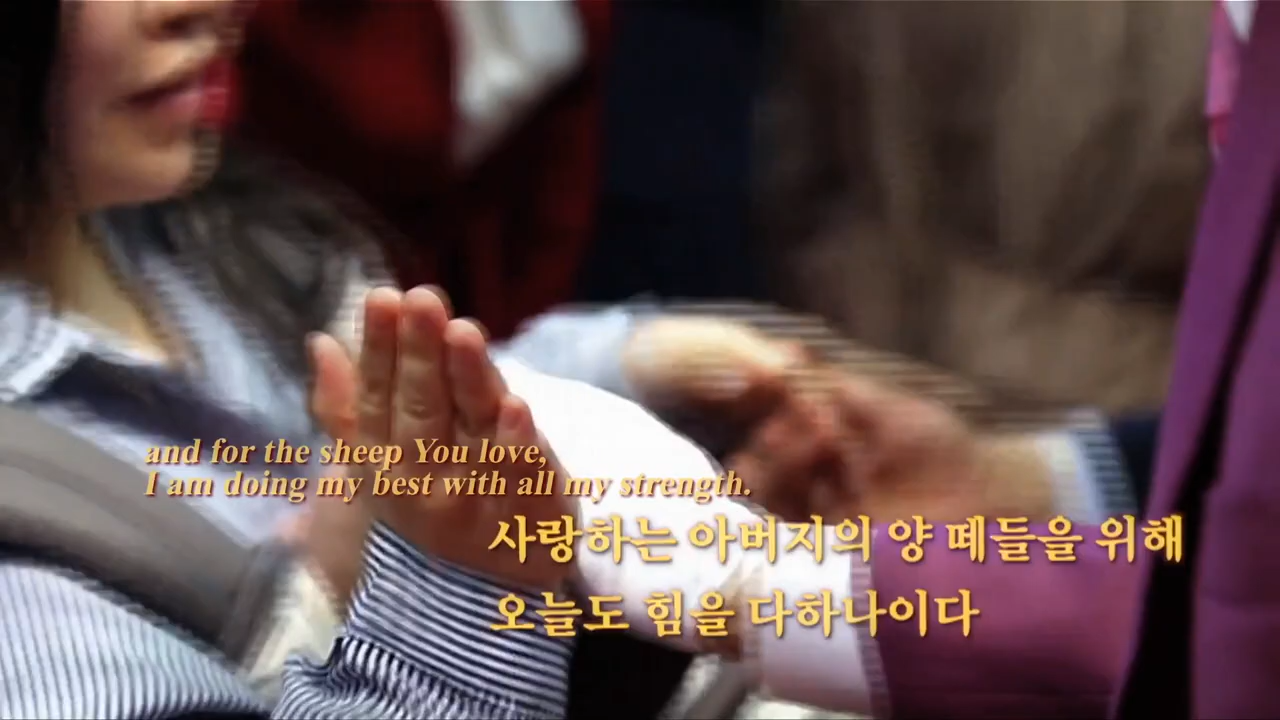 and for the sheep You love,
I am doing my best with all my strength.
사랑하는 아버지의 양 떼들을 위해
오늘도 힘을 다하나이다